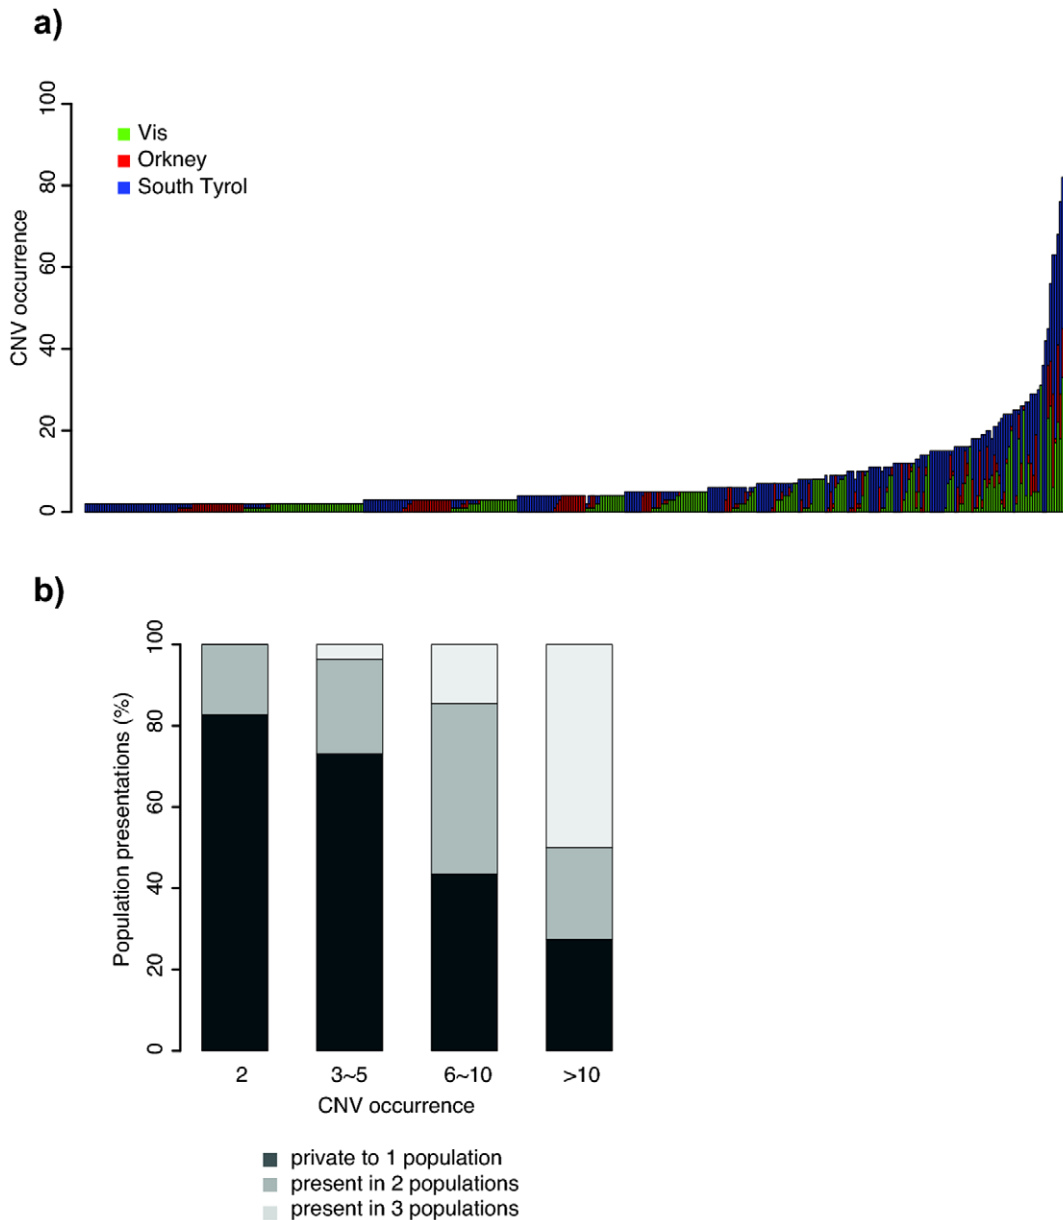 a)
100
80
60
40
20
0
CNV occurrence
Vis
Orkney
South Tyrol
b)
100
80
60
40
20
0
Population presentations (%)
2 3~5 6~10 >10
CNV occurrence
private to 1 population
present in 2 populations
present in 3 populations